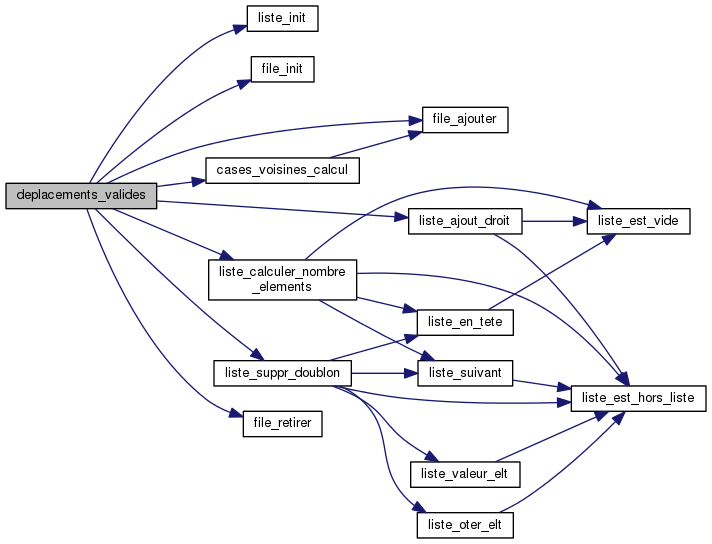 liste_init
file_init
file_ajouter
cases_voisines_calcul
deplacements_valides
liste_ajout_droit
liste_est_vide
liste_calculer_nombre
_elements
liste_en_tete
liste_suppr_doublon
liste_suivant
liste_est_hors_liste
file_retirer
liste_valeur_elt
liste_oter_elt